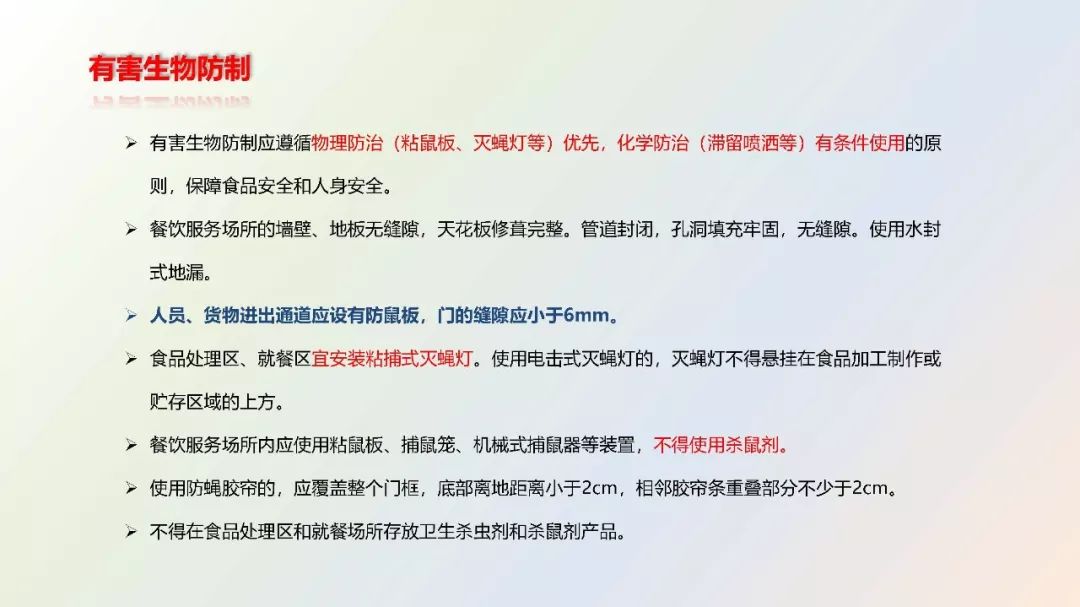 有害生物防制
➢ 有害生物防制应遵循物理防治（粘鼠板、灭蝇灯等）优先，化学防治（滞留喷洒等）有条件使用的原
则，保障食品安全和人身安全。
➢ 餐饮服务场所的墙壁、地板无缝隙，天花板修葺完整。管道封闭，孔洞填充牢固，无缝隙。使用水封
式地漏。
➢ 人员、货物进出通道应设有防鼠板，门的缝隙应小于6mm。
➢ 食品处理区、就餐区宜安装粘捕式灭蝇灯。使用电击式灭蝇灯的，灭蝇灯不得悬挂在食品加工制作或
贮存区域的上方。
➢ 餐饮服务场所内应使用粘鼠板、捕鼠笼、机械式捕鼠器等装置，不得使用杀鼠剂。
➢ 使用防蝇胶帘的，应覆盖整个门框，底部离地距离小于2cm，相邻胶帘条重叠部分不少于2cm。
➢ 不得在食品处理区和就餐场所存放卫生杀虫剂和杀鼠剂产品。